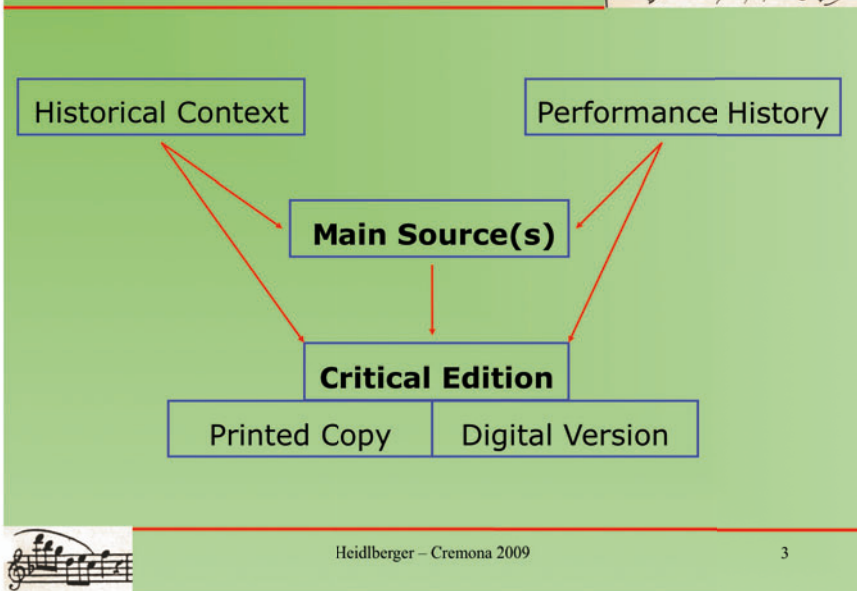 Historical Context
Performance History
Main Source(s)
Critical Edition
Printed Copy
Digital Version
Heidlberger – Cremona 2009
3